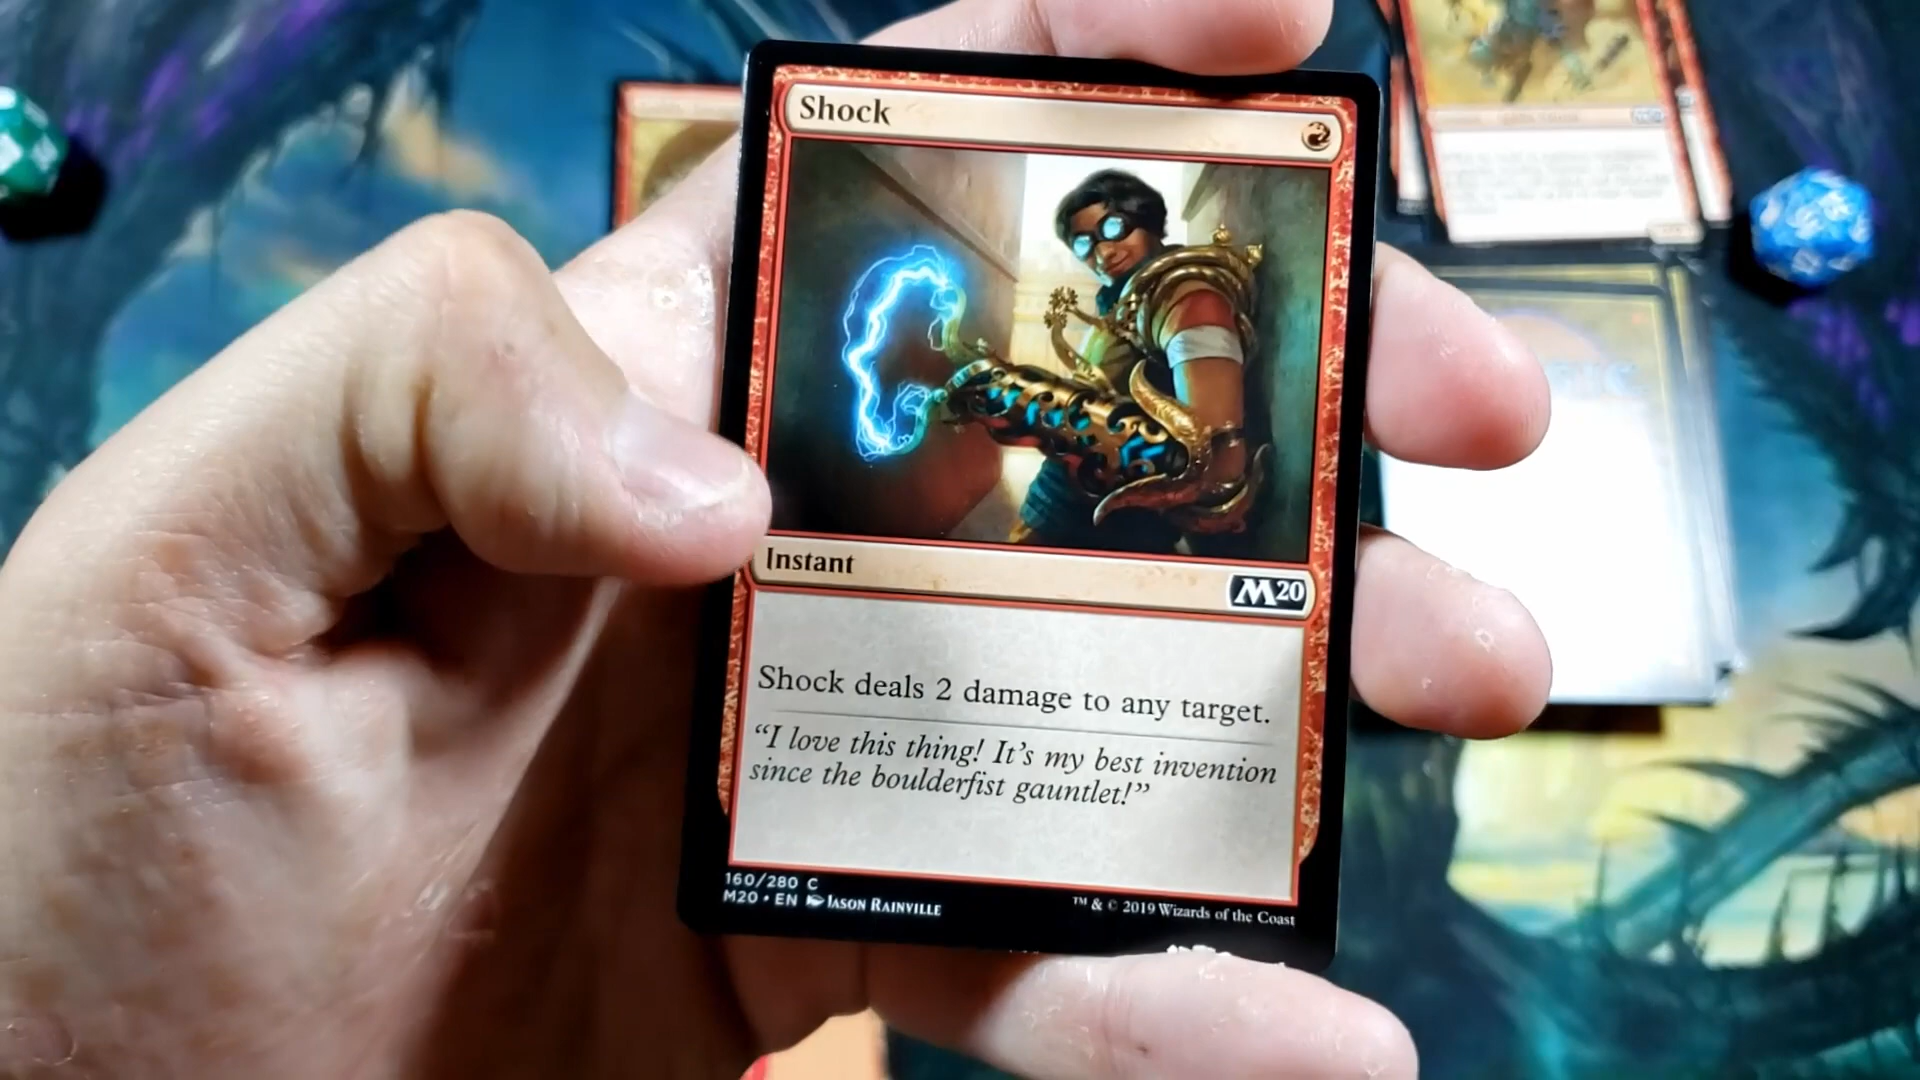 Shock
Instant
M20
Shock deals 2 damage to any target.
“I love this thing! It’s my best invention
since the boulderfist gauntlet!”
160/280 C
M20 • EN Jason Rainville
™ & © 2019 Wizards of the Coast